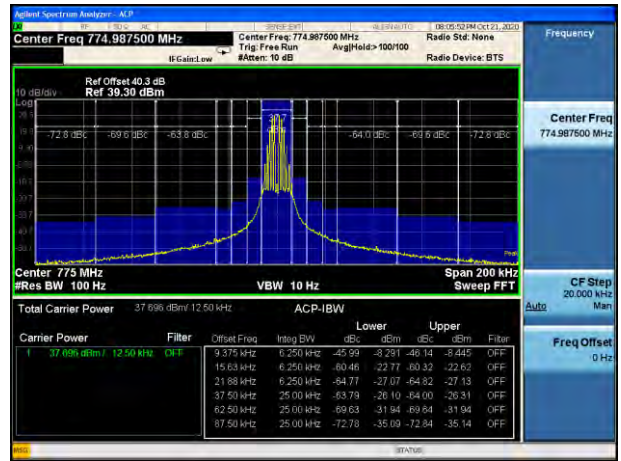 Agilent Spectrum Analyzer - ACP
RF 50 Ω AC SENSE:EXT ALIGNAUTO 08:05:52 PM Oct 21, 2020
Center Freq 774.987500 MHz
Center Freq: 774.987500 MHz
Radio Std: None
Trig: Free Run Avg|Hold:> 100/100
IFGain:Low #Atten: 10 dB Radio Device: BTS
Ref Offset 40.3 dB
10 dB/div Ref 39.30 dBm
Log
-72.8 dBc -69.6 dBc -63.8 dBc -64.0 dBc -69.6 dBc -72.8 dBc
Peak
Center 775 MHz Span 200 kHz
#Res BW 100 Hz VBW 10 Hz Sweep FFT
Total Carrier Power 37.696 dBm/ 12.50 kHz ACP-IBW
Lower Upper
Carrier Power Filter Offset Freq Integ BW dBc dBm dBc dBm Filter
1 37.696 dBm / 12.50 kHz OFF 9.375 kHz 6.250 kHz -45.99 -8.291 -46.14 -8.445 OFF
15.63 kHz 6.250 kHz -60.46 -22.77 -60.32 -22.62 OFF
21.88 kHz 6.250 kHz -64.77 -27.07 -64.82 -27.13 OFF
37.50 kHz 25.00 kHz -63.79 -26.10 -64.00 -26.31 OFF
62.50 kHz 25.00 kHz -69.63 -31.94 -69.64 -31.94 OFF
87.50 kHz 25.00 kHz -72.78 -35.09 -72.84 -35.14 OFF
MSG STATUS
Frequency
Center Freq
774.987500 MHz
CF Step
20.000 kHz
Auto Man
Freq Offset
0 Hz